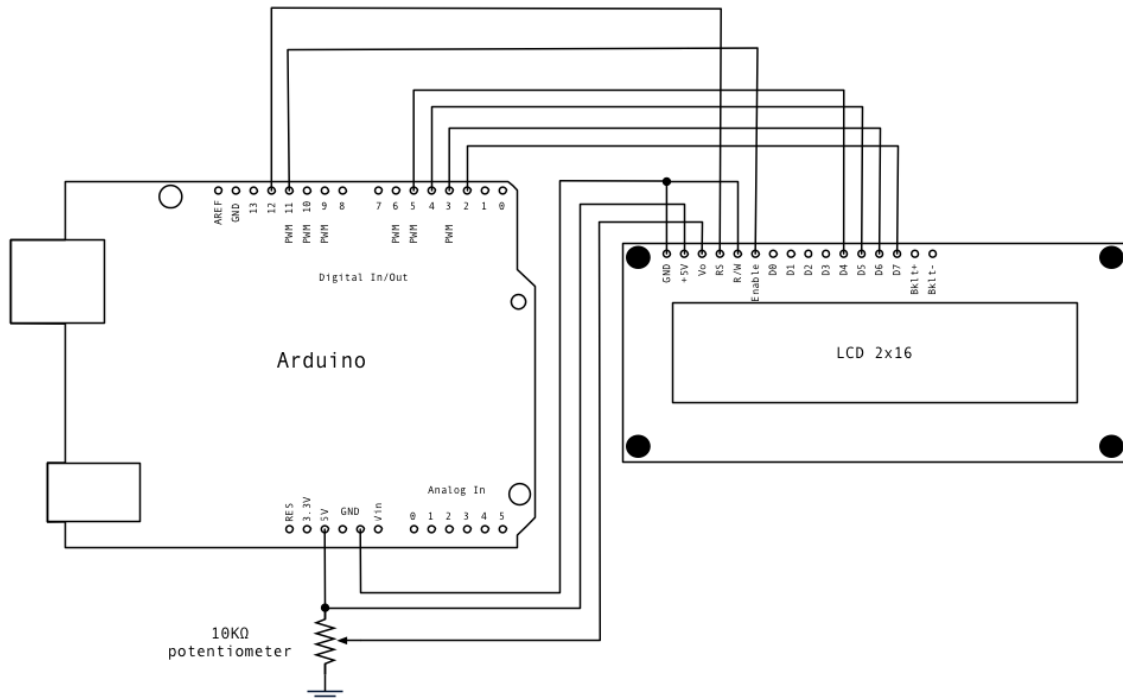 AREF
GND
13
12
PWM 11
PWM 10
PWM 9
8
7
PWM 6
PWM 5
4
PWM 3
2
1
0
Digital In/Out
Arduino
GND
+5V
Vo
RS
R/W
Enable
D0
D1
D2
D3
D4
D5
D6
D7
Bklt+
Bklt-
LCD 2x16
Analog In
RES
3.3V
5V
GND
Vin
0
1
2
3
4
5
10KΩ
potentiometer